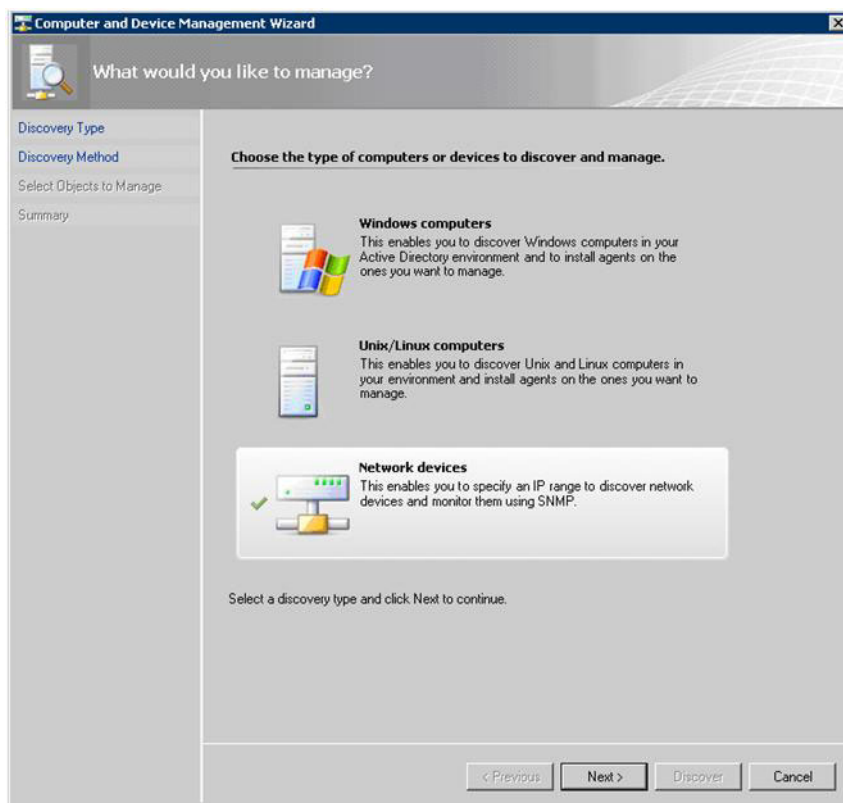 Computer and Device Management Wizard
What would you like to manage?
Discovery Type
Discovery Method
Select Objects to Manage
Summary
Choose the type of computers or devices to discover and manage.
Windows computers
This enables you to discover Windows computers in your
Active Directory environment and to install agents on the
ones you want to manage.
Unix/Linux computers
This enables you to discover Unix and Linux computers in
your environment and install agents on the ones you want to
manage.
Network devices
This enables you to specify an IP range to discover network
devices and monitor them using SNMP.
Select a discovery type and click Next to continue.
< Previous
Next >
Discover
Cancel